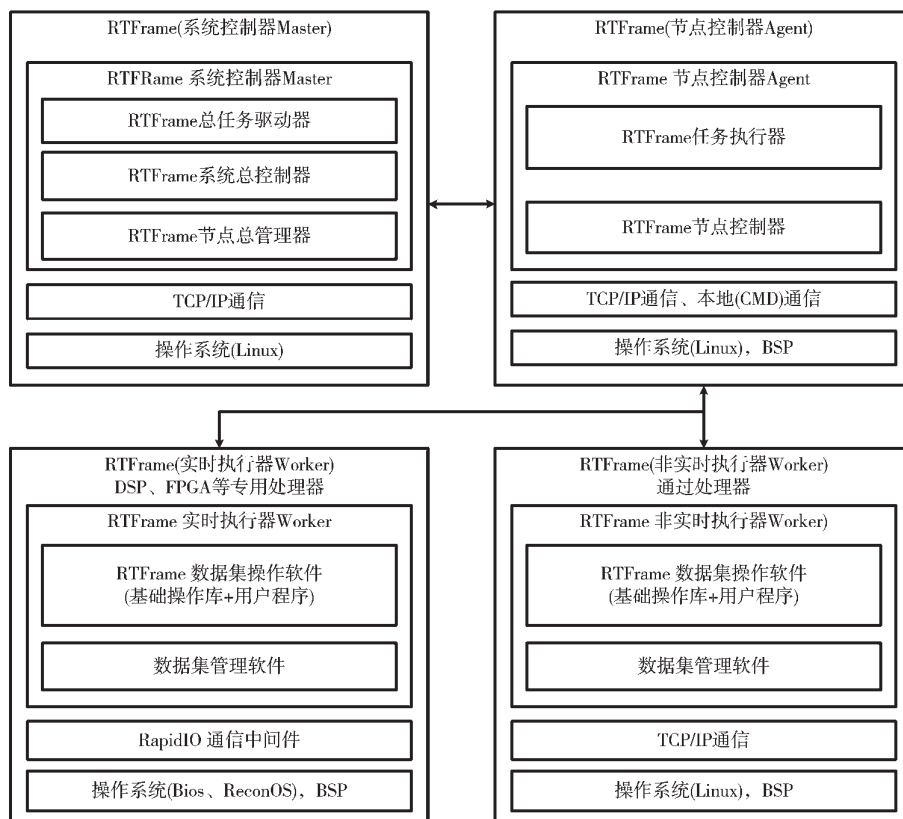 RTFrame(系统控制器Master)
RTFRame 系统控制器Master
RTFrame总任务驱动器
RTFrame系统总控制器
RTFrame节点总管理器
TCP/IP通信
操作系统(Linux)
RTFrame(节点控制器Agent)
RTFrame 节点控制器Agent
RTFrame任务执行器
RTFrame节点控制器
TCP/IP通信、本地(CMD)通信
操作系统(Linux)，BSP
RTFrame(实时执行器Worker)
DSP、FPGA等专用处理器
RTFrame 实时执行器Worker
RTFrame 数据集操作软件
(基础操作库+用户程序)
数据集管理软件
RapidIO 通信中间件
操作系统(Bios、ReconOS)，BSP
RTFrame(非实时执行器Worker)
通过处理器
RTFrame 非实时执行器Worker)
RTFrame 数据集操作软件
(基础操作库+用户程序)
数据集管理软件
TCP/IP通信
操作系统(Linux)，BSP